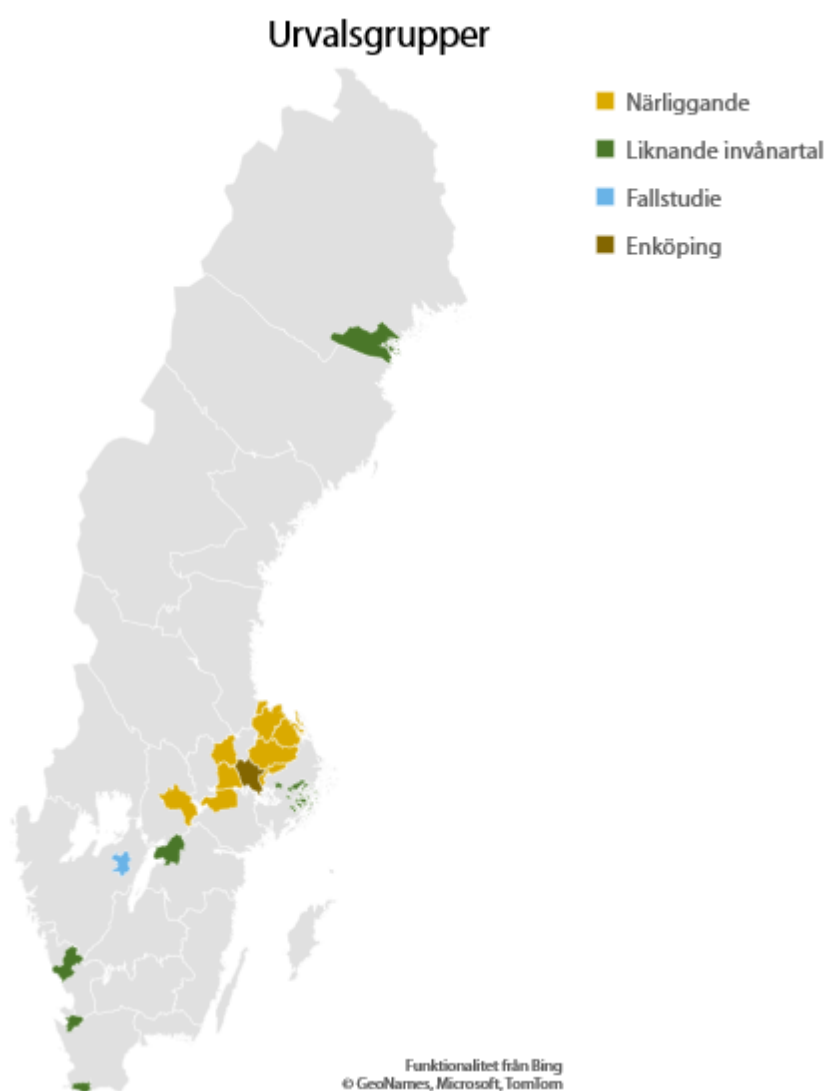 Urvalsgrupper
Närliggande
Liknande invånartal
Fallstudie
Enköping
Funktionalitet från Bing
© GeoNames, Microsoft, TomTom